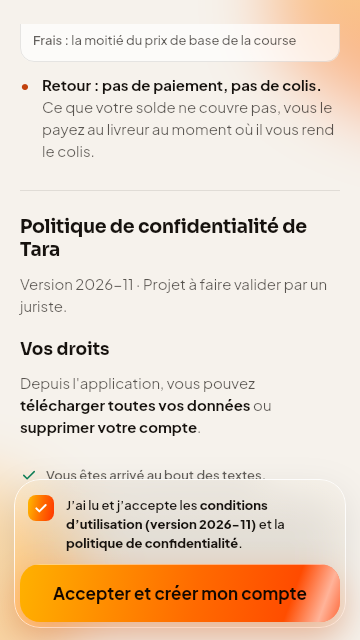 Frais : la moitié du prix de base de la course
Retour : pas de paiement, pas de colis.
Ce que votre solde ne couvre pas, vous le
payez au livreur au moment où il vous rend
le colis.
Politique de confidentialité de
Tara
Version 2026–11 · Projet à faire valider par un
juriste.
Vos droits
Depuis l'application, vous pouvez
télécharger toutes vos données ou
supprimer votre compte.
Vous êtes arrivé au bout des textes.
J'ai lu et j'accepte les conditions
d'utilisation (version 2026–11) et la
politique de confidentialité.
Accepter et créer mon compte